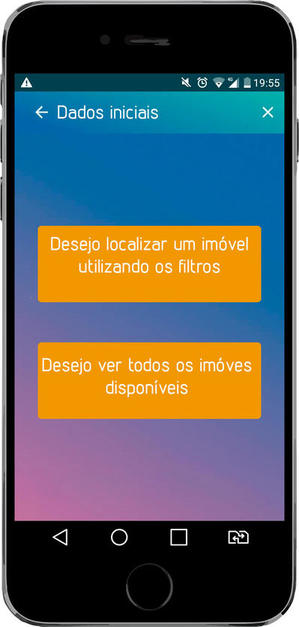 19:55
Dados iniciais
Desejo localizar um imóvel
utilizando os filtros
Desejo ver todos os imóves
disponíveis